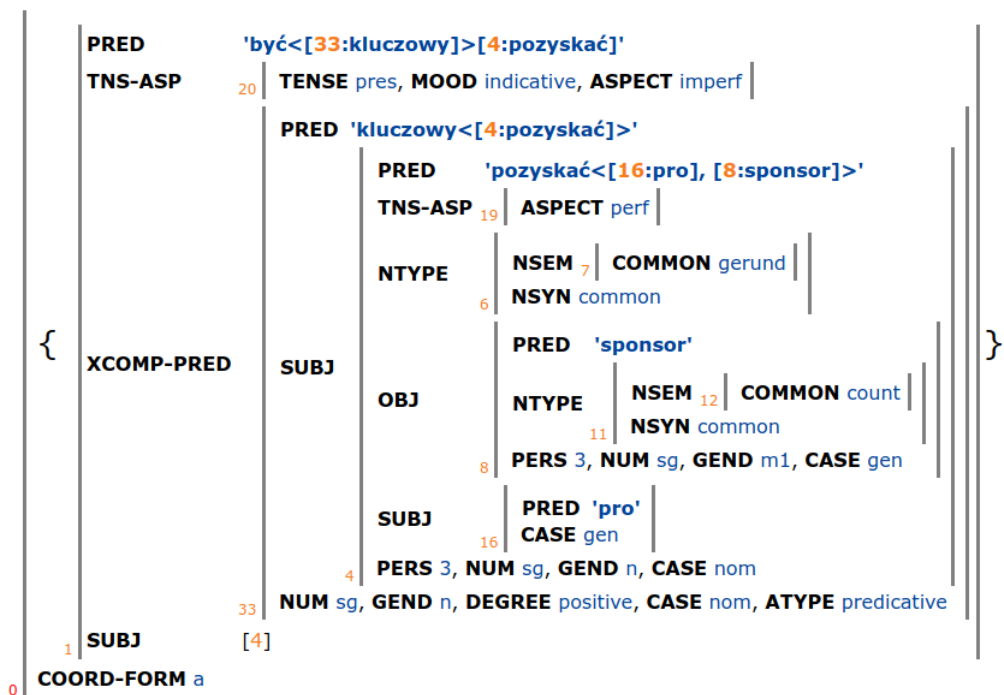 PRED 'być<[33:kluczowy]>[4:pozyskać]'
TNS-ASP 20 TENSE pres, MOOD indicative, ASPECT imperf
PRED 'kluczowy<[4:pozyskać]>'
PRED 'pozyskać<[16:pro], [8:sponsor]>'
TNS-ASP 19 ASPECT perf
NTYPE 6 NSEM 7 COMMON gerund
NSYN common
{ XCOMP-PRED SUBJ }
PRED 'sponsor'
OBJ NTYPE 11 NSEM 12 COMMON count
NSYN common
8 PERS 3, NUM sg, GEND m1, CASE gen
SUBJ 16 PRED 'pro'
CASE gen
4 PERS 3, NUM sg, GEND n, CASE nom
33 NUM sg, GEND n, DEGREE positive, CASE nom, ATYPE predicative
1 SUBJ [4]
0 COORD-FORM a